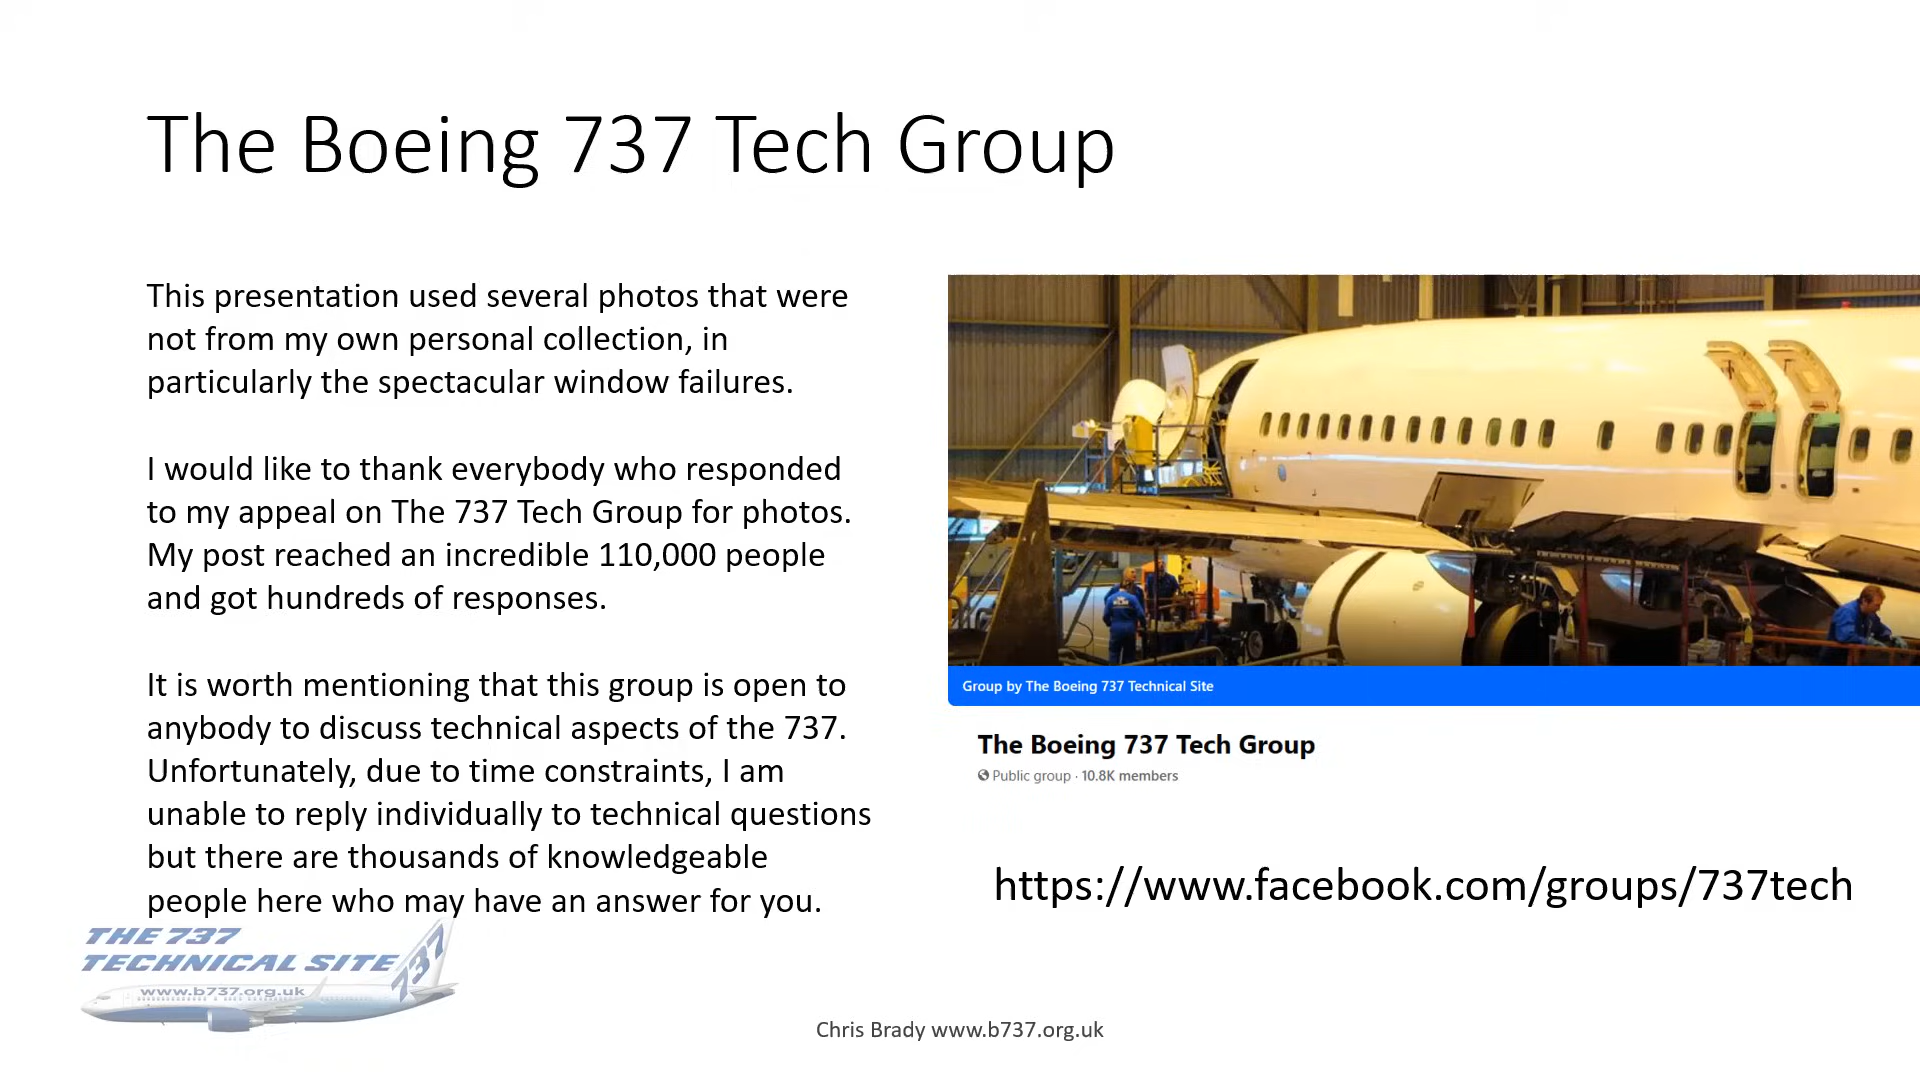 The Boeing 737 Tech Group
This presentation used several photos that were
not from my own personal collection, in
particularly the spectacular window failures.
I would like to thank everybody who responded
to my appeal on The 737 Tech Group for photos.
My post reached an incredible 110,000 people
and got hundreds of responses.
It is worth mentioning that this group is open to
anybody to discuss technical aspects of the 737.
Unfortunately, due to time constraints, I am
unable to reply individually to technical questions
but there are thousands of knowledgeable
people here who may have an answer for you.
Group by The Boeing 737 Technical Site
The Boeing 737 Tech Group
Public group · 10.8K members
https://www.facebook.com/groups/737tech
THE 737
TECHNICAL SITE
737
www.b737.org.uk
Chris Brady www.b737.org.uk